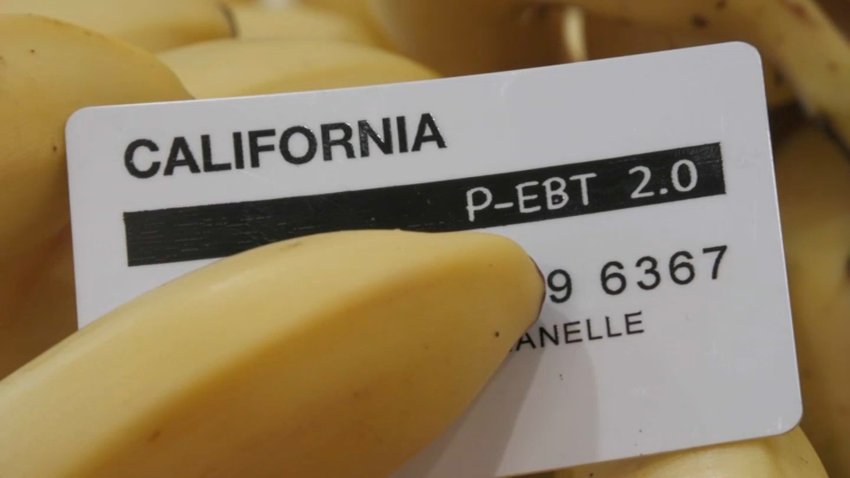 CALIFORNIA
P-EBT 2.0
9 6367
ANELLE